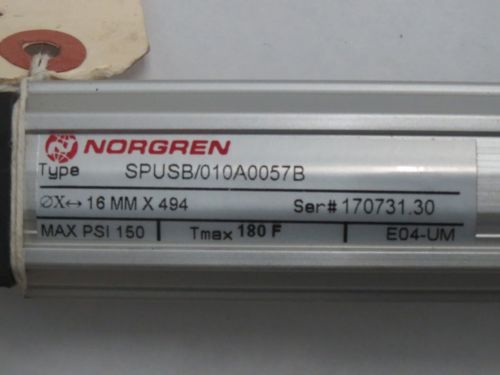 NORGREN
Type SPUSB/010A0057B
∅X↔ 16 MM X 494 Ser# 170731.30
MAX PSI 150 Tmax 180 F E04-UM